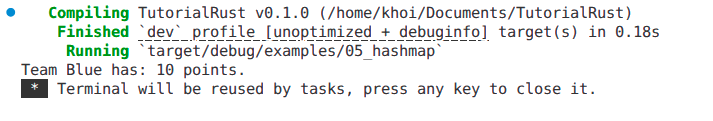 Compiling TutorialRust v0.1.0 (/home/khoi/Documents/TutorialRust)
Finished `dev` profile [unoptimized + debuginfo] target(s) in 0.18s
Running `target/debug/examples/05_hashmap`
Team Blue has: 10 points.
* Terminal will be reused by tasks, press any key to close it.